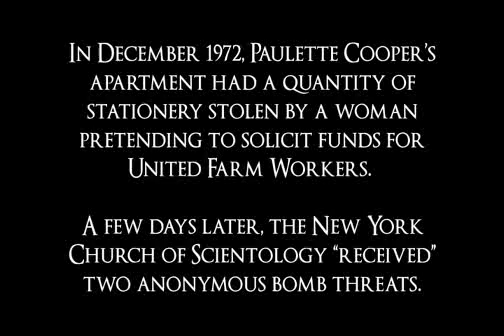 In December 1972, Paulette Cooper's
apartment had a quantity of
stationery stolen by a woman
pretending to solicit funds for
United Farm Workers.
A few days later, the New York
Church of Scientology “received”
two anonymous bomb threats.